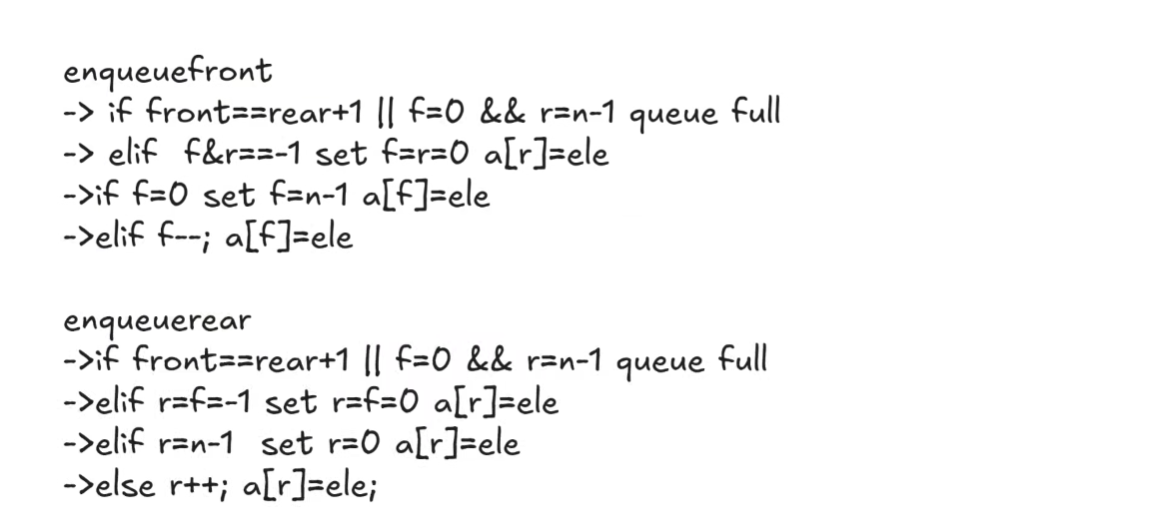 enqueuefront
-> if front==rear+1 || f=0 && r=n-1 queue full
-> elif f&r==-1 set f=r=0 a[r]=ele
->if f=0 set f=n-1 a[f]=ele
->elif f--; a[f]=ele
enqueuerear
->if front==rear+1 || f=0 && r=n-1 queue full
->elif r=f=-1 set r=f=0 a[r]=ele
->elif r=n-1 set r=0 a[r]=ele
->else r++; a[r]=ele;